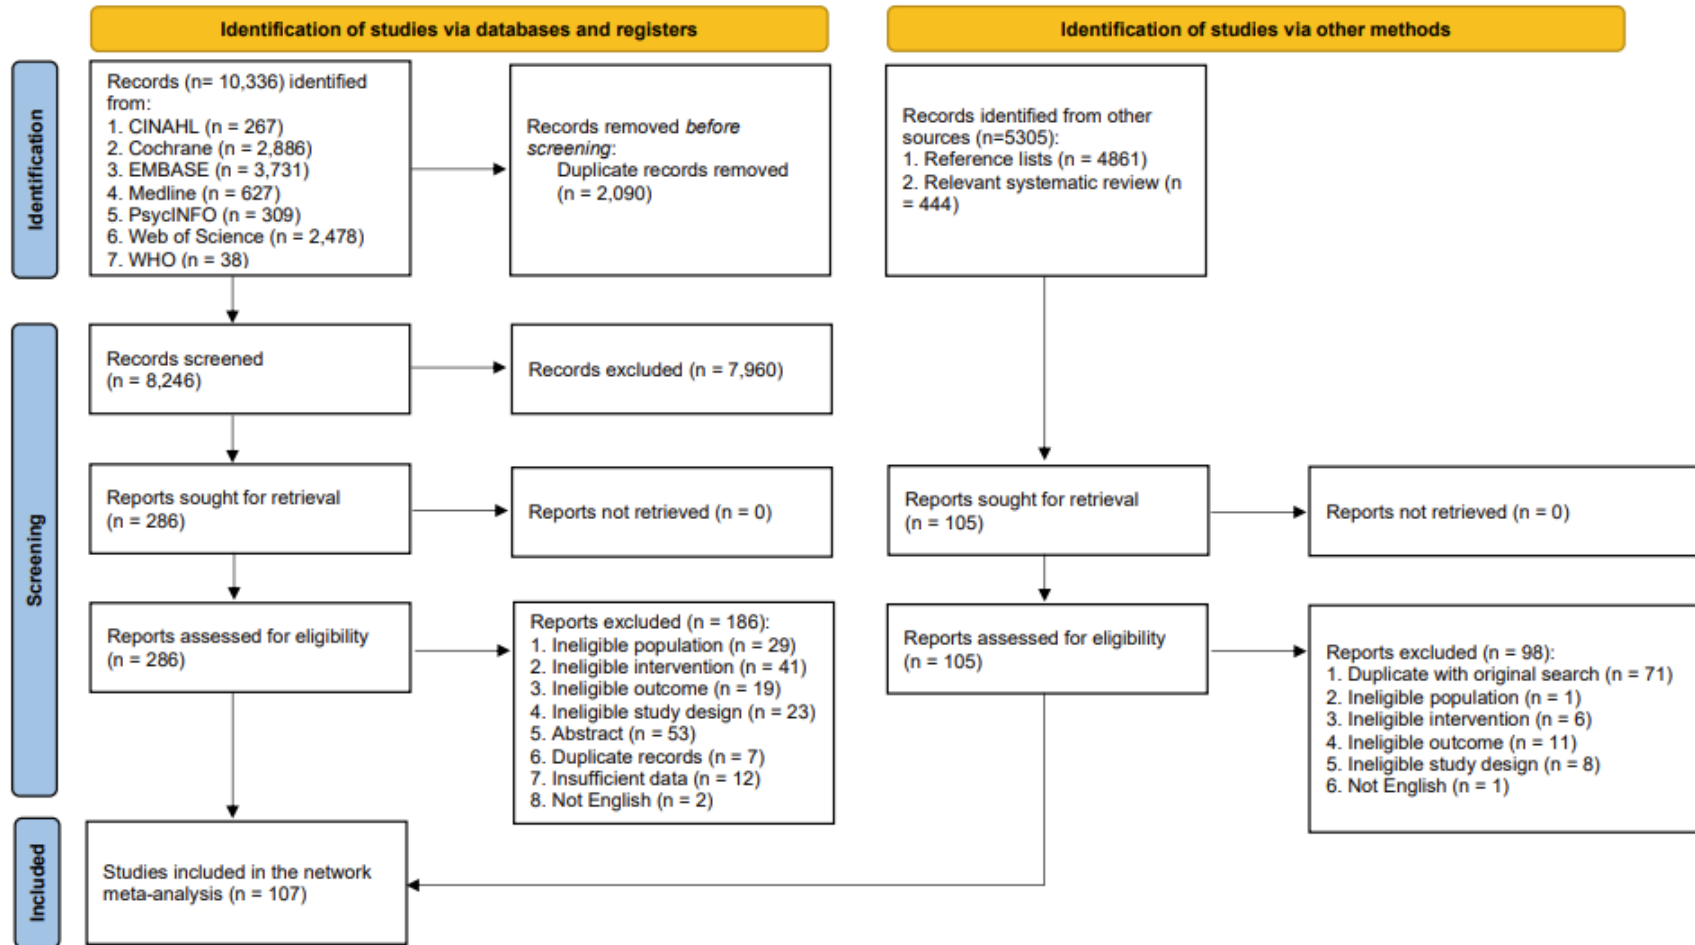 Identification of studies via databases and registers
Identification of studies via other methods
Identification
Records (n= 10,336) identified
from:
1. CINAHL (n = 267)
2. Cochrane (n = 2,886)
3. EMBASE (n = 3,731)
4. Medline (n = 627)
5. PsycINFO (n = 309)
6. Web of Science (n = 2,478)
7. WHO (n = 38)
Records removed before
screening:
Duplicate records removed
(n = 2,090)
Records identified from other
sources (n=5305):
1. Reference lists (n = 4861)
2. Relevant systematic review (n
= 444)
Screening
Records screened
(n = 8,246)
Records excluded (n = 7,960)
Reports sought for retrieval
(n = 286)
Reports not retrieved (n = 0)
Reports sought for retrieval
(n = 105)
Reports not retrieved (n = 0)
Reports assessed for eligibility
(n = 286)
Reports excluded (n = 186):
1. Ineligible population (n = 29)
2. Ineligible intervention (n = 41)
3. Ineligible outcome (n = 19)
4. Ineligible study design (n = 23)
5. Abstract (n = 53)
6. Duplicate records (n = 7)
7. Insufficient data (n = 12)
8. Not English (n = 2)
Reports assessed for eligibility
(n = 105)
Reports excluded (n = 98):
1. Duplicate with original search (n = 71)
2. Ineligible population (n = 1)
3. Ineligible intervention (n = 6)
4. Ineligible outcome (n = 11)
5. Ineligible study design (n = 8)
6. Not English (n = 1)
Included
Studies included in the network
meta-analysis (n = 107)